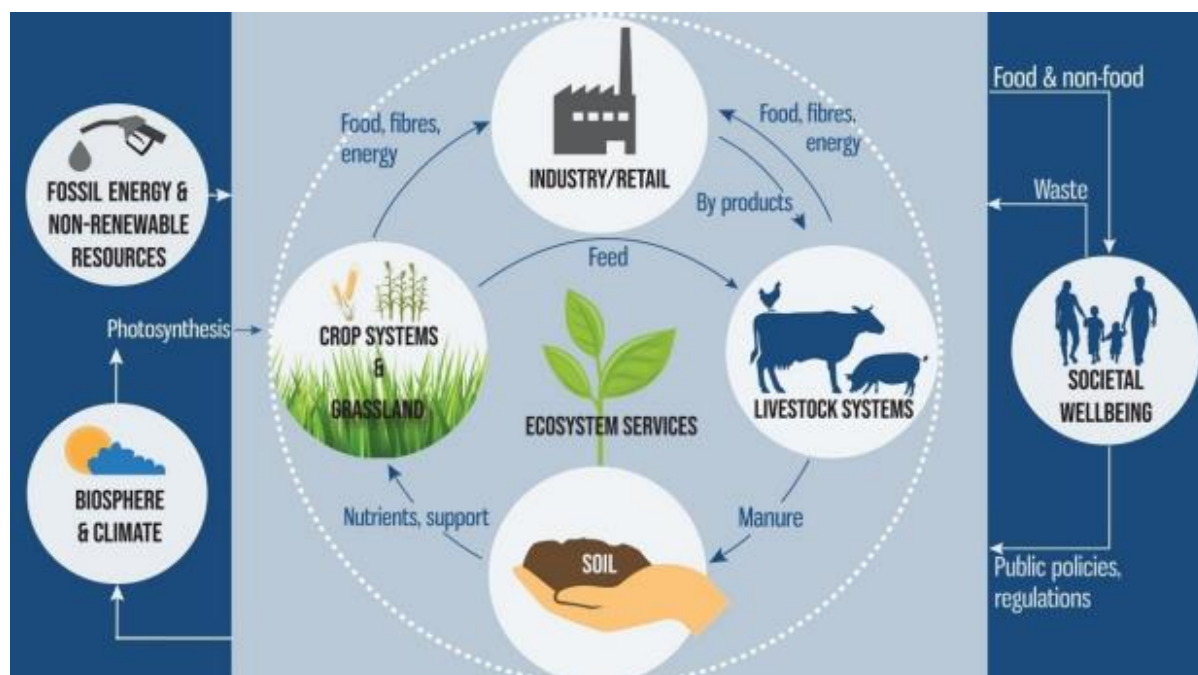 Food & non-food
Food, fibres,
energy
Food, fibres,
energy
INDUSTRY/RETAIL
FOSSIL ENERGY &
NON-RENEWABLE
RESOURCES
Waste
By products
Feed
Photosynthesis
CROP SYSTEMS
&
GRASSLAND
ECOSYSTEM SERVICES
LIVESTOCK SYSTEMS
SOCIETAL
WELLBEING
BIOSPHERE
& CLIMATE
Nutrients, support
Manure
SOIL
Public policies,
regulations